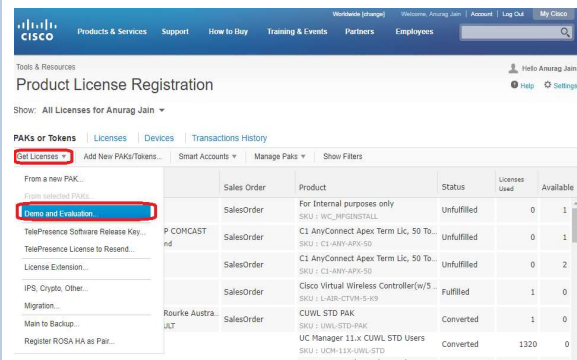 Worldwide [change] Welcome, Anurag Jain Account Log Out My Cisco
CISCO Products & Services Support How to Buy Training & Events Partners Employees
Tools & Resources
Hello Anurag Jain
Product License Registration
Help Settings
Show: All Licenses for Anurag Jain
PAKs or Tokens Licenses Devices Transactions History
Get Licenses Add New PAKs/Tokens... Smart Accounts Manage Paks Show Filters
From a new PAK...
From selected PAKs...
Demo and Evaluation...
TelePresence Software Release Key...
TelePresence License to Resend...
License Extension...
IPS, Crypto, Other...
Migration...
Main to Backup...
Register ROSA HA as Pair...
Sales Order Product Status Licenses Used Available
SalesOrder For Internal purposes only Unfulfilled 0 1
SKU : WC_MFGINSTALL
P COMCAST
nd
SalesOrder C1 AnyConnect Apex Term Lic, 50 To... Unfulfilled 0 1
SKU : C1-ANY-APX-50
SalesOrder C1 AnyConnect Apex Term Lic, 50 To... Unfulfilled 0 2
SKU : C1-ANY-APX-50
SalesOrder Cisco Virtual Wireless Controller(w/5 ... Fulfilled 1 0
SKU : L-AIR-CTVM-5-K9
Rourke Austra...
ULT
SalesOrder CUWL STD PAK Converted 1 0
SKU : UWL-STD-PAK
UC Manager 11.x CUWL STD Users
SalesOrder Converted 1320 0
SKU : UCM-11X-UWL-STD